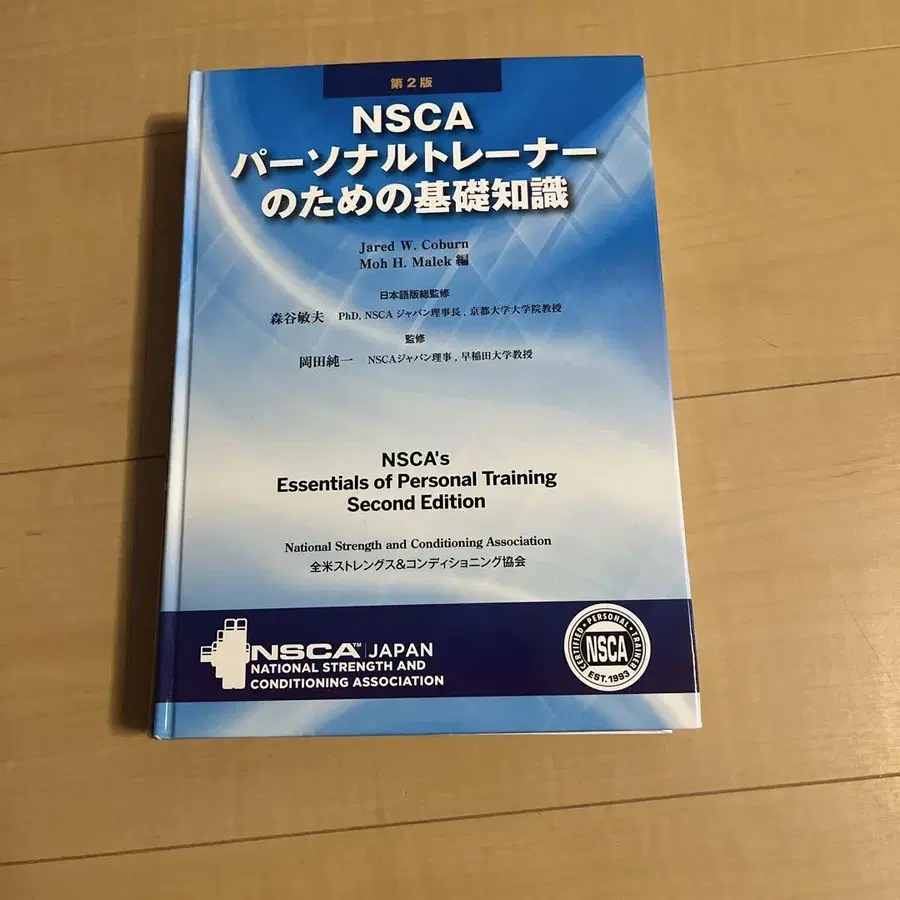 第2版
NSCA
パーソナルトレーナー
のための基礎知識
Jared W. Coburn
Moh H. Malek 編
日本語版総監修
森谷敏夫 PhD, NSCA ジャパン理事長, 京都大学大学院教授
監修
岡田純一 NSCAジャパン理事, 早稲田大学教授
NSCA's
Essentials of Personal Training
Second Edition
National Strength and Conditioning Association
全米ストレングス&コンディショニング協会
NSCA™ JAPAN
NATIONAL STRENGTH AND
CONDITIONING ASSOCIATION
CERTIFIED • PERSONAL • TRAINER
NSCA
EST. 1993